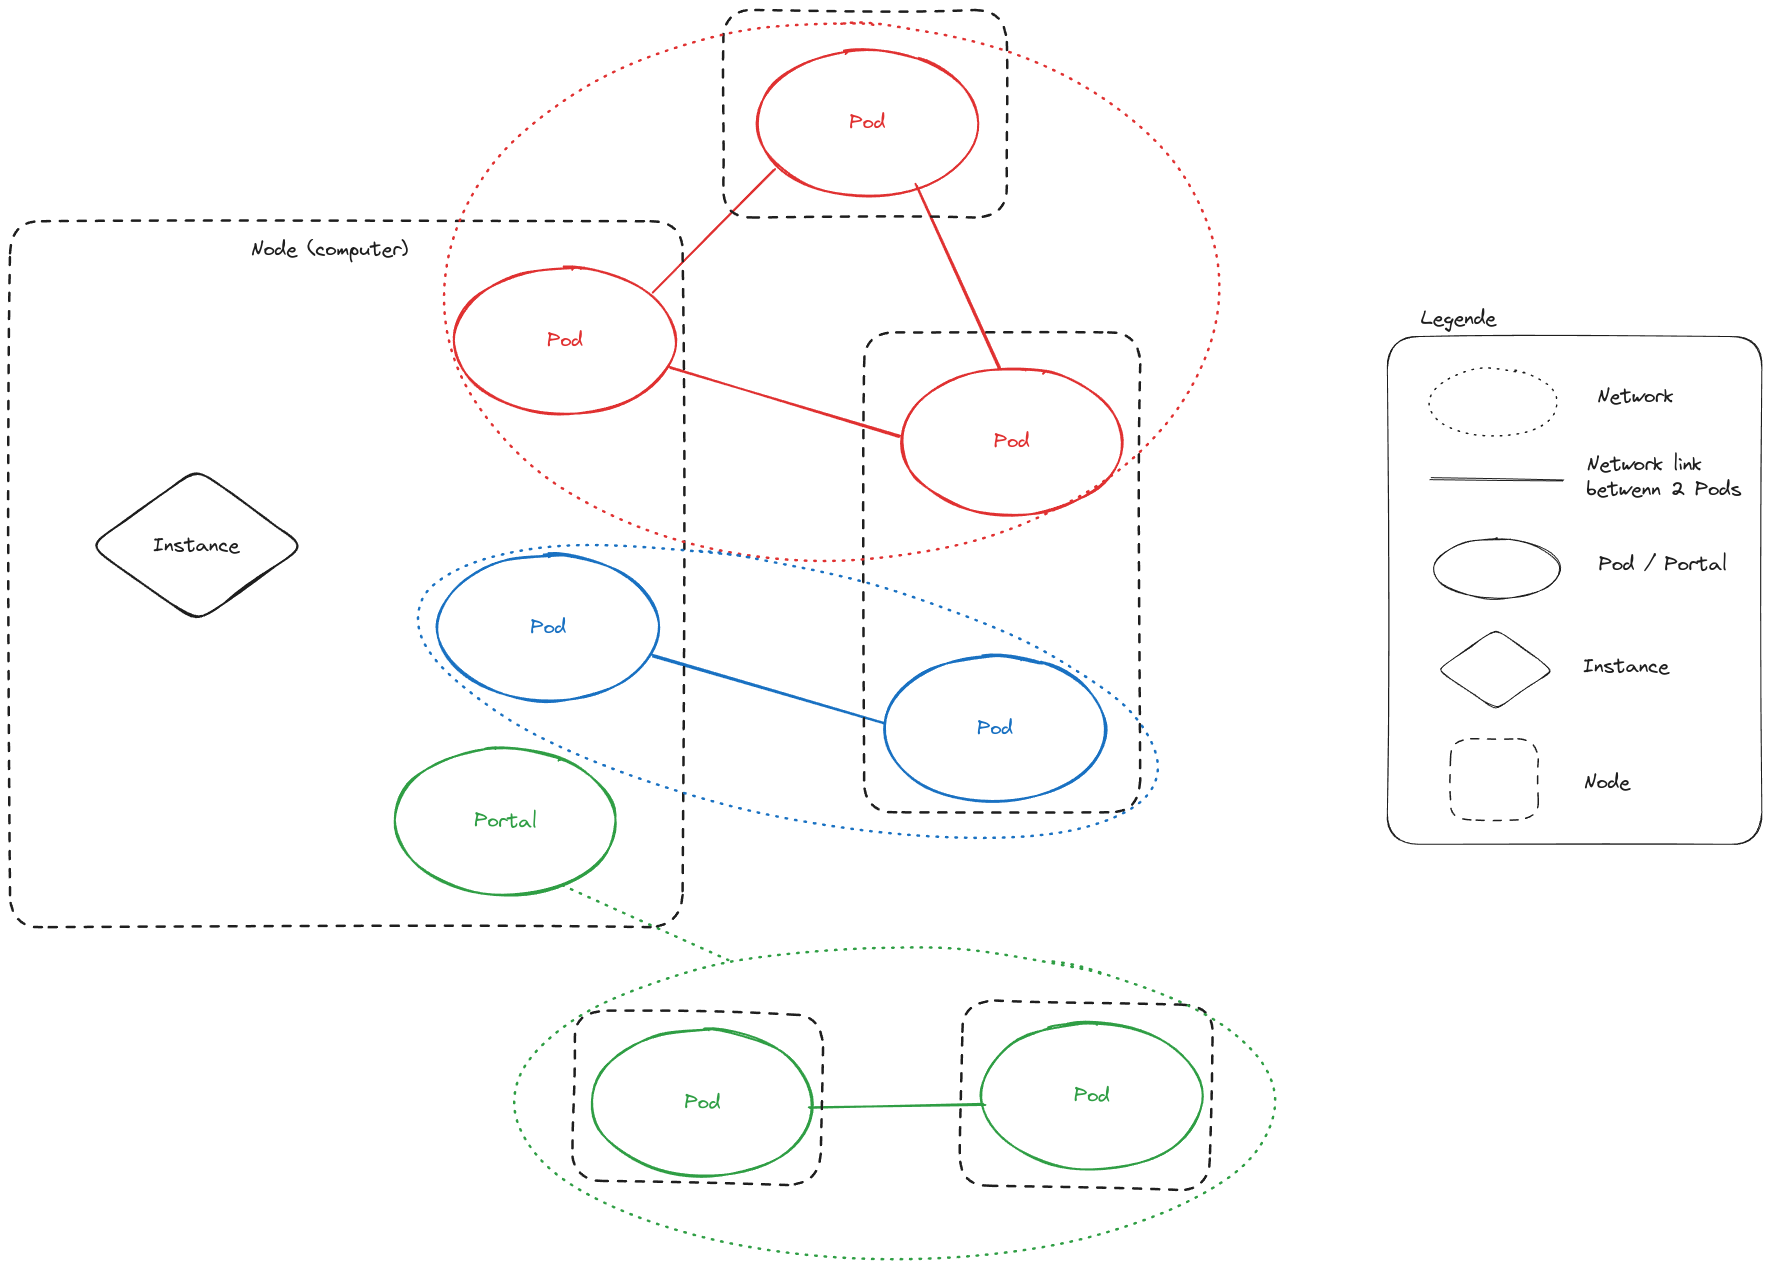 Pod
Node (computer)
Pod
Pod
Instance
Pod
Pod
Portal
Pod
Pod
Legende
Network
Network link
betwenn 2 Pods
Pod / Portal
Instance
Node